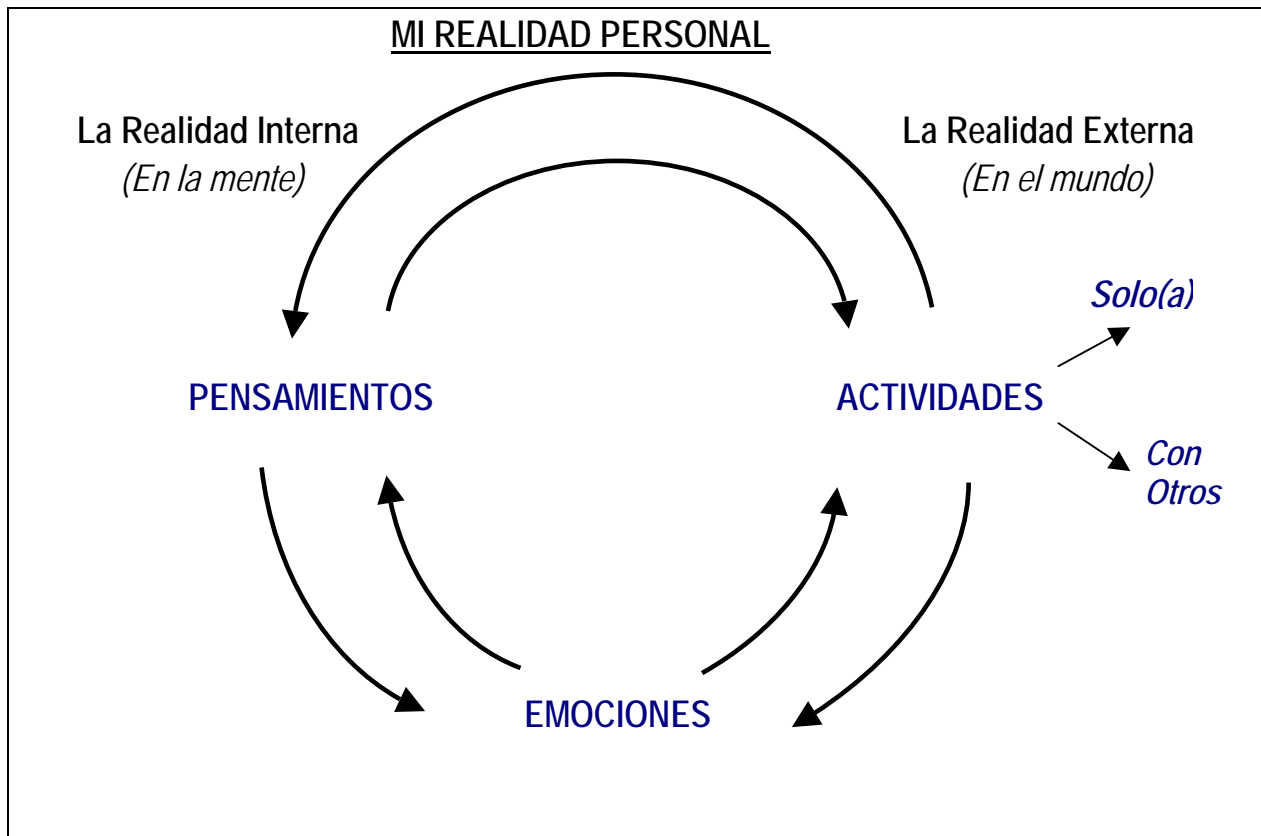 MI REALIDAD PERSONAL
La Realidad Interna
(En la mente)
La Realidad Externa
(En el mundo)
Solo(a)
PENSAMIENTOS
ACTIVIDADES
Con
Otros
EMOCIONES